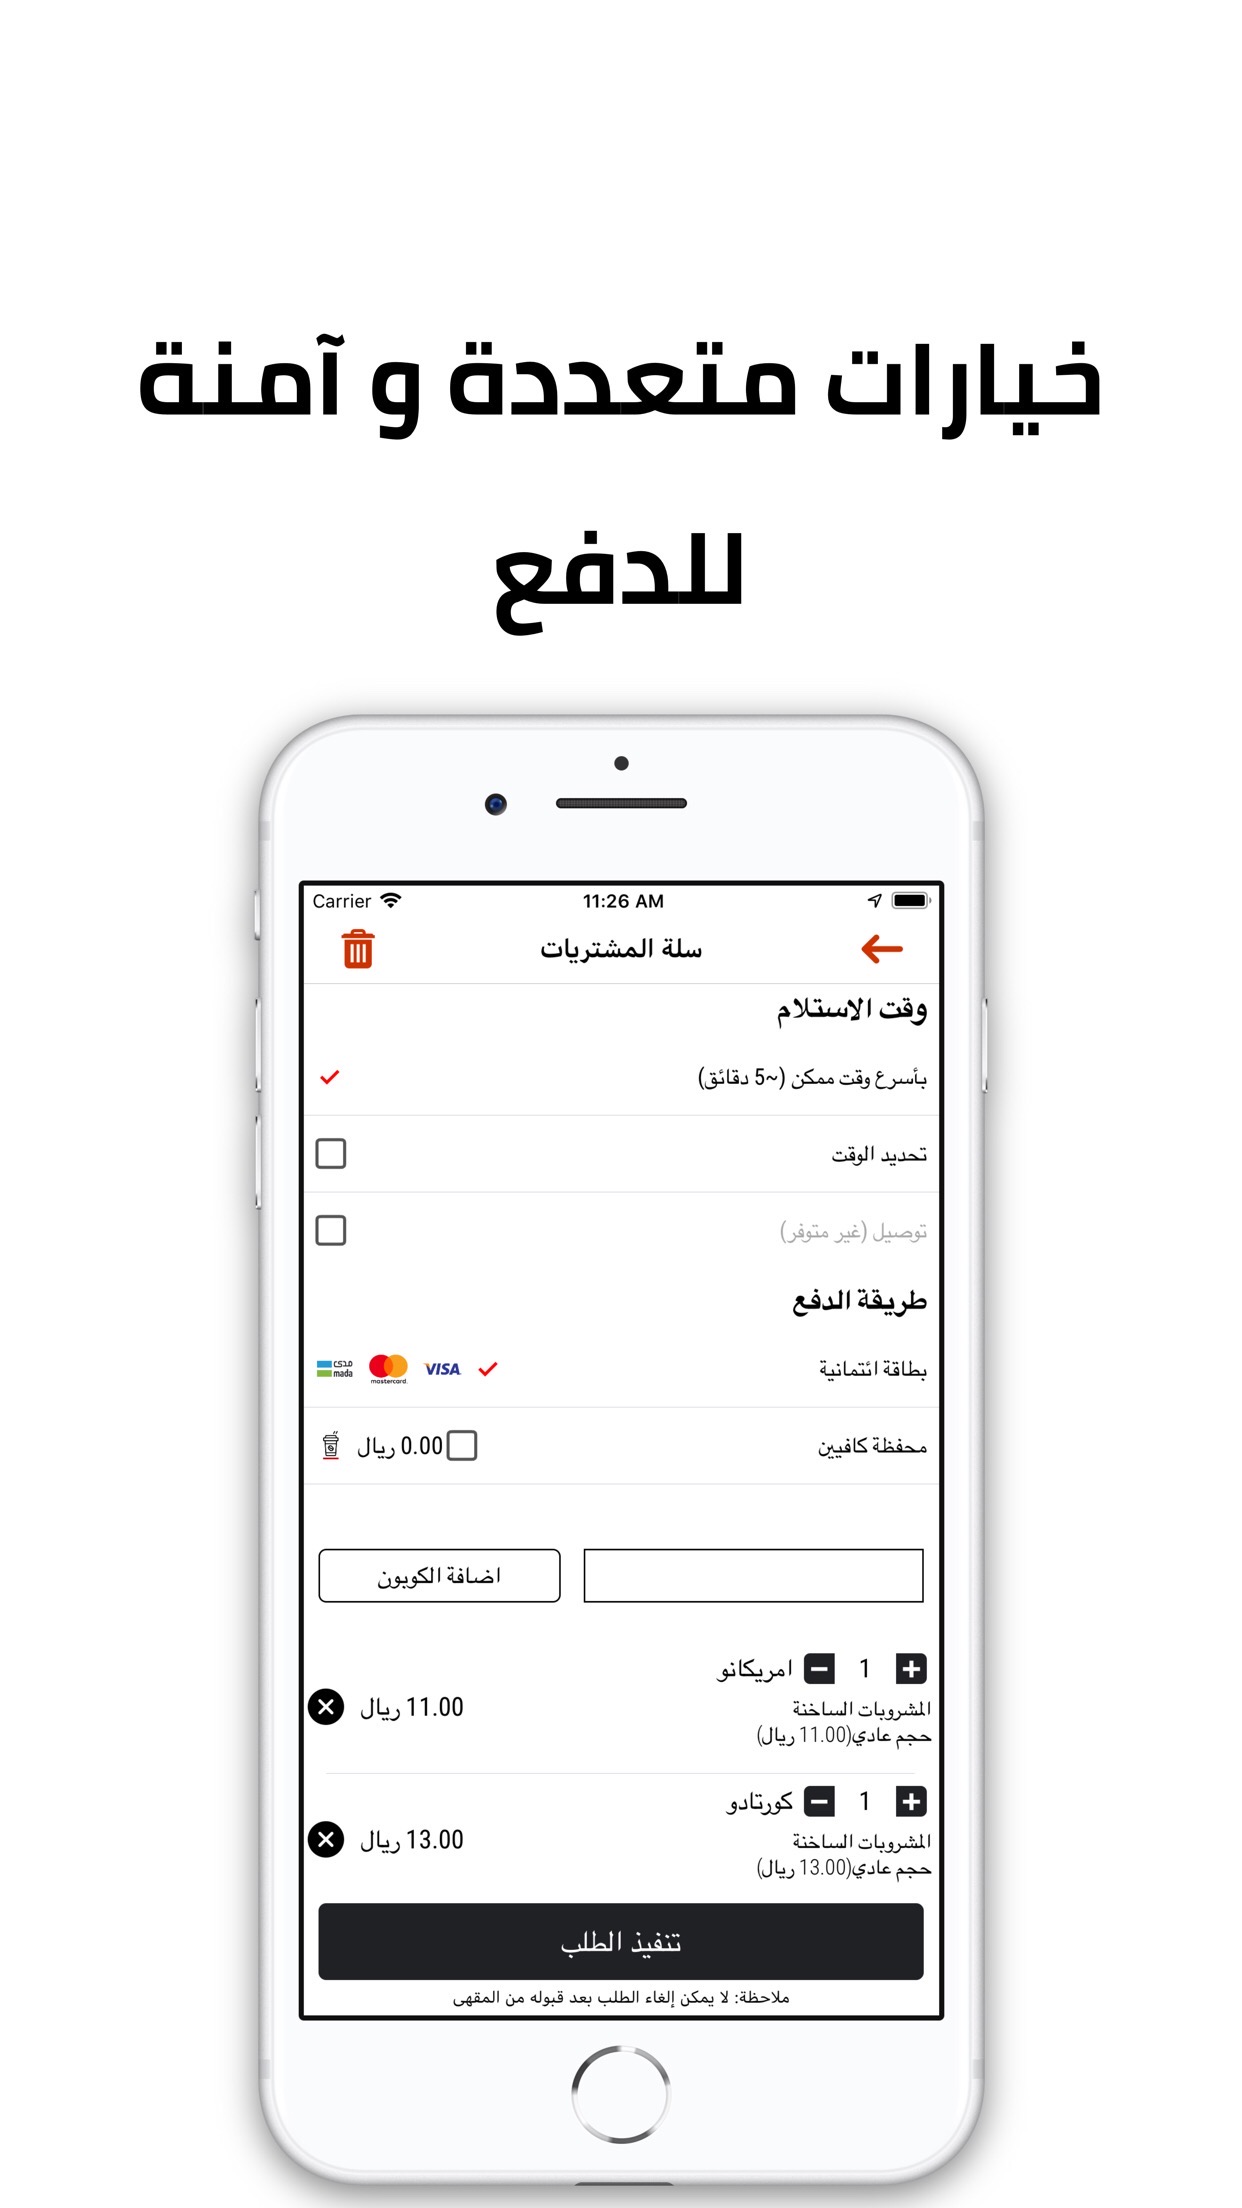 خيارات متعددة و آمنة
للدفع
Carrier 11:26 AM
سلة المشتريات
وقت الاستلام
بأسرع وقت ممكن (~5 دقائق)
تحديد الوقت
توصيل (غير متوفر)
طريقة الدفع
بطاقة ائتمانية VISA mastercard. مدى mada
محفظة كافيين 0.00 ريال
اضافة الكوبون
1 امريكانو
المشروبات الساخنة
حجم عادي(11.00 ريال)
11.00 ريال
1 كورتادو
المشروبات الساخنة
حجم عادي(13.00 ريال)
13.00 ريال
تنفيذ الطلب
ملاحظة: لا يمكن إلغاء الطلب بعد قبوله من المقهى